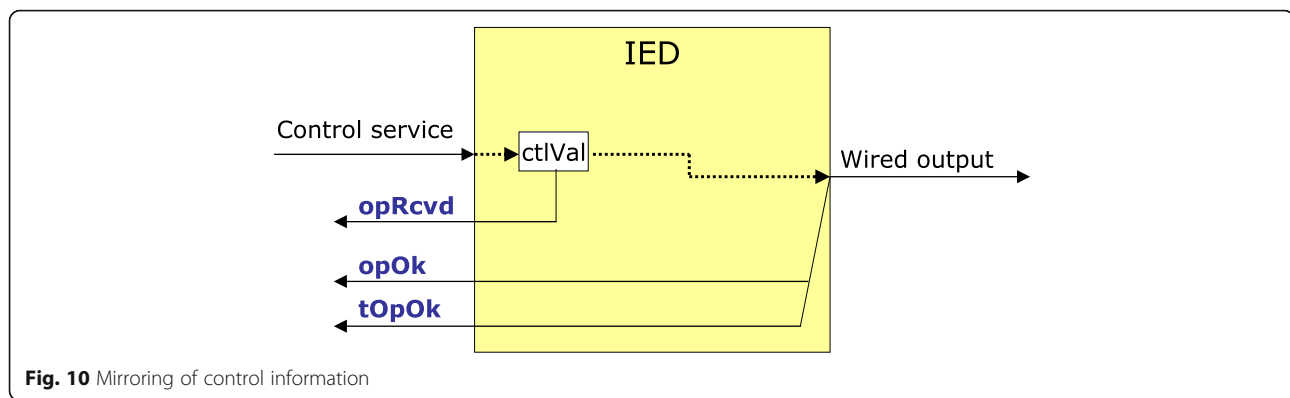 IED
Control service
ctlVal
Wired output
opRcvd
opOk
tOpOk
Fig. 10 Mirroring of control information